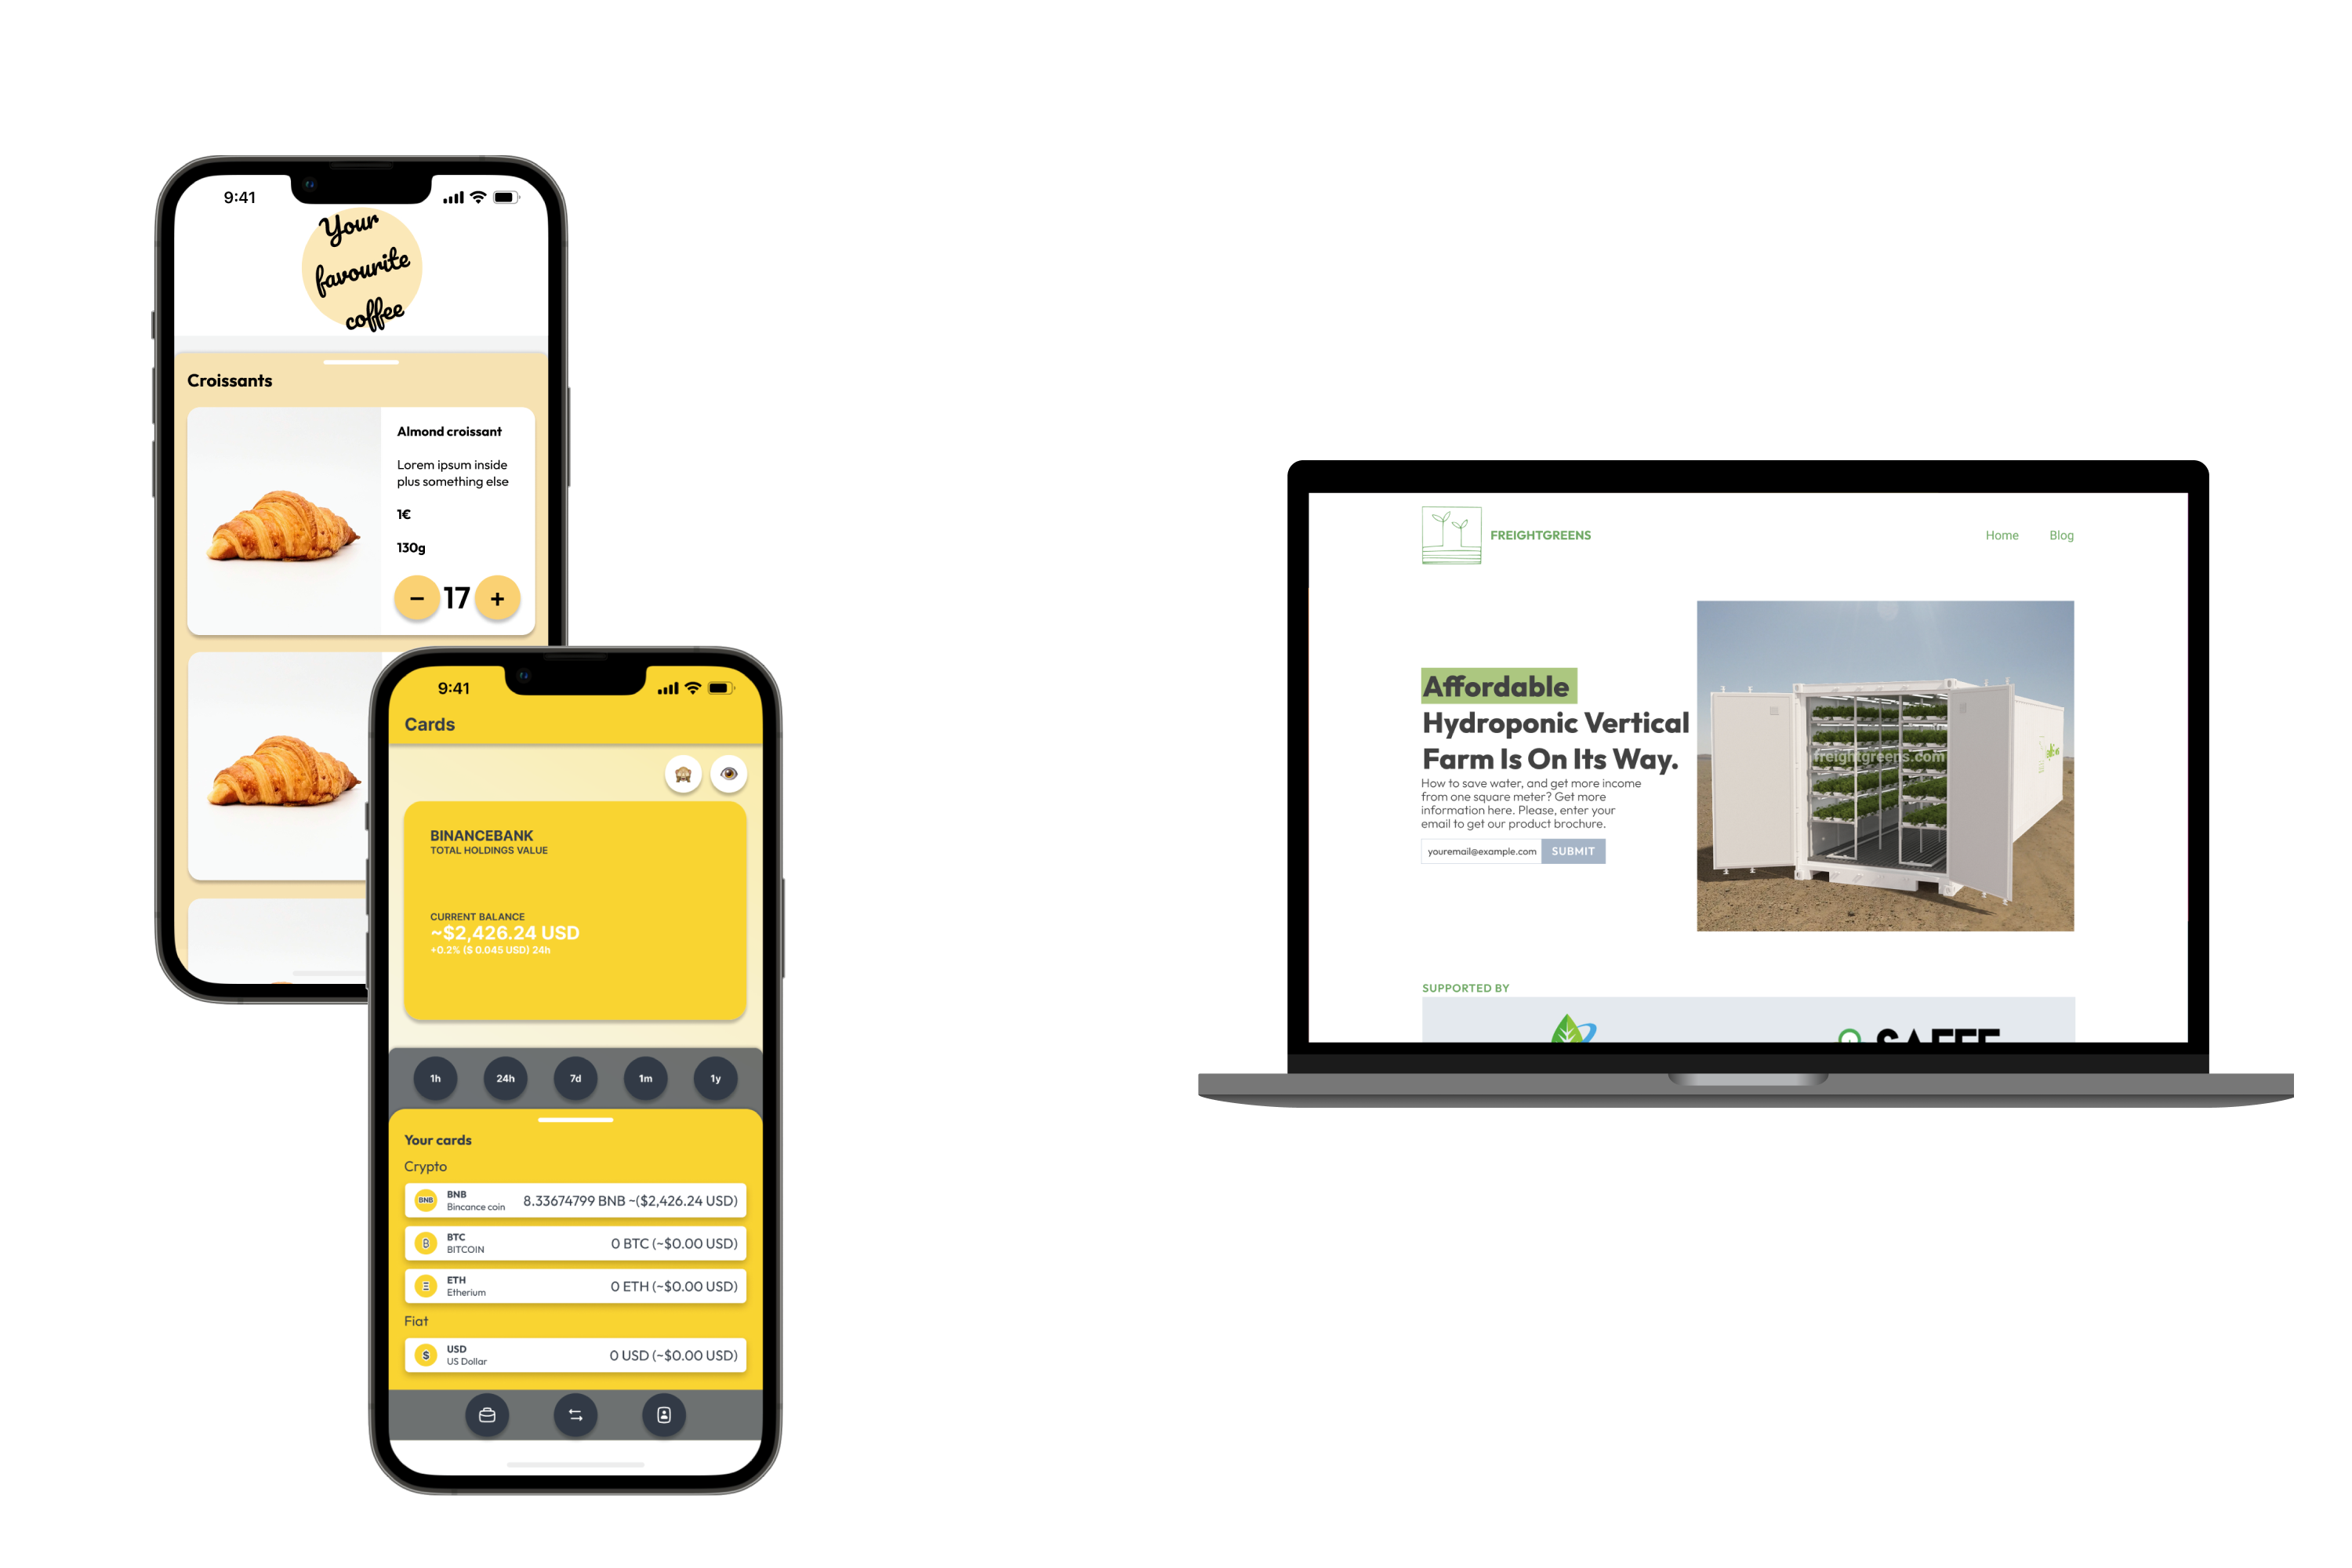 9:41
Your
favourite
coffee
Croissants
Almond croissant
Lorem ipsum inside
plus something else
1€
130g
− 17 +
9:41
Cards
BINANCEBANK
TOTAL HOLDINGS VALUE
CURRENT BALANCE
~$2,426.24 USD
+0.2% ($ 0.045 USD) 24h
1h 24h 7d 1m 1y
Your cards
Crypto
BNB
BNB
Bincance coin
8.33674799 BNB ~($2,426.24 USD)
BTC
BITCOIN
0 BTC (~$0.00 USD)
ETH
Etherium
0 ETH (~$0.00 USD)
Fiat
$
USD
US Dollar
0 USD (~$0.00 USD)
FREIGHTGREENS
Home Blog
Affordable
Hydroponic Vertical
Farm Is On Its Way.
How to save water, and get more income
from one square meter? Get more
information here. Please, enter your
email to get our product brochure.
youremail@example.com SUBMIT
freightgreens.com
SUPPORTED BY